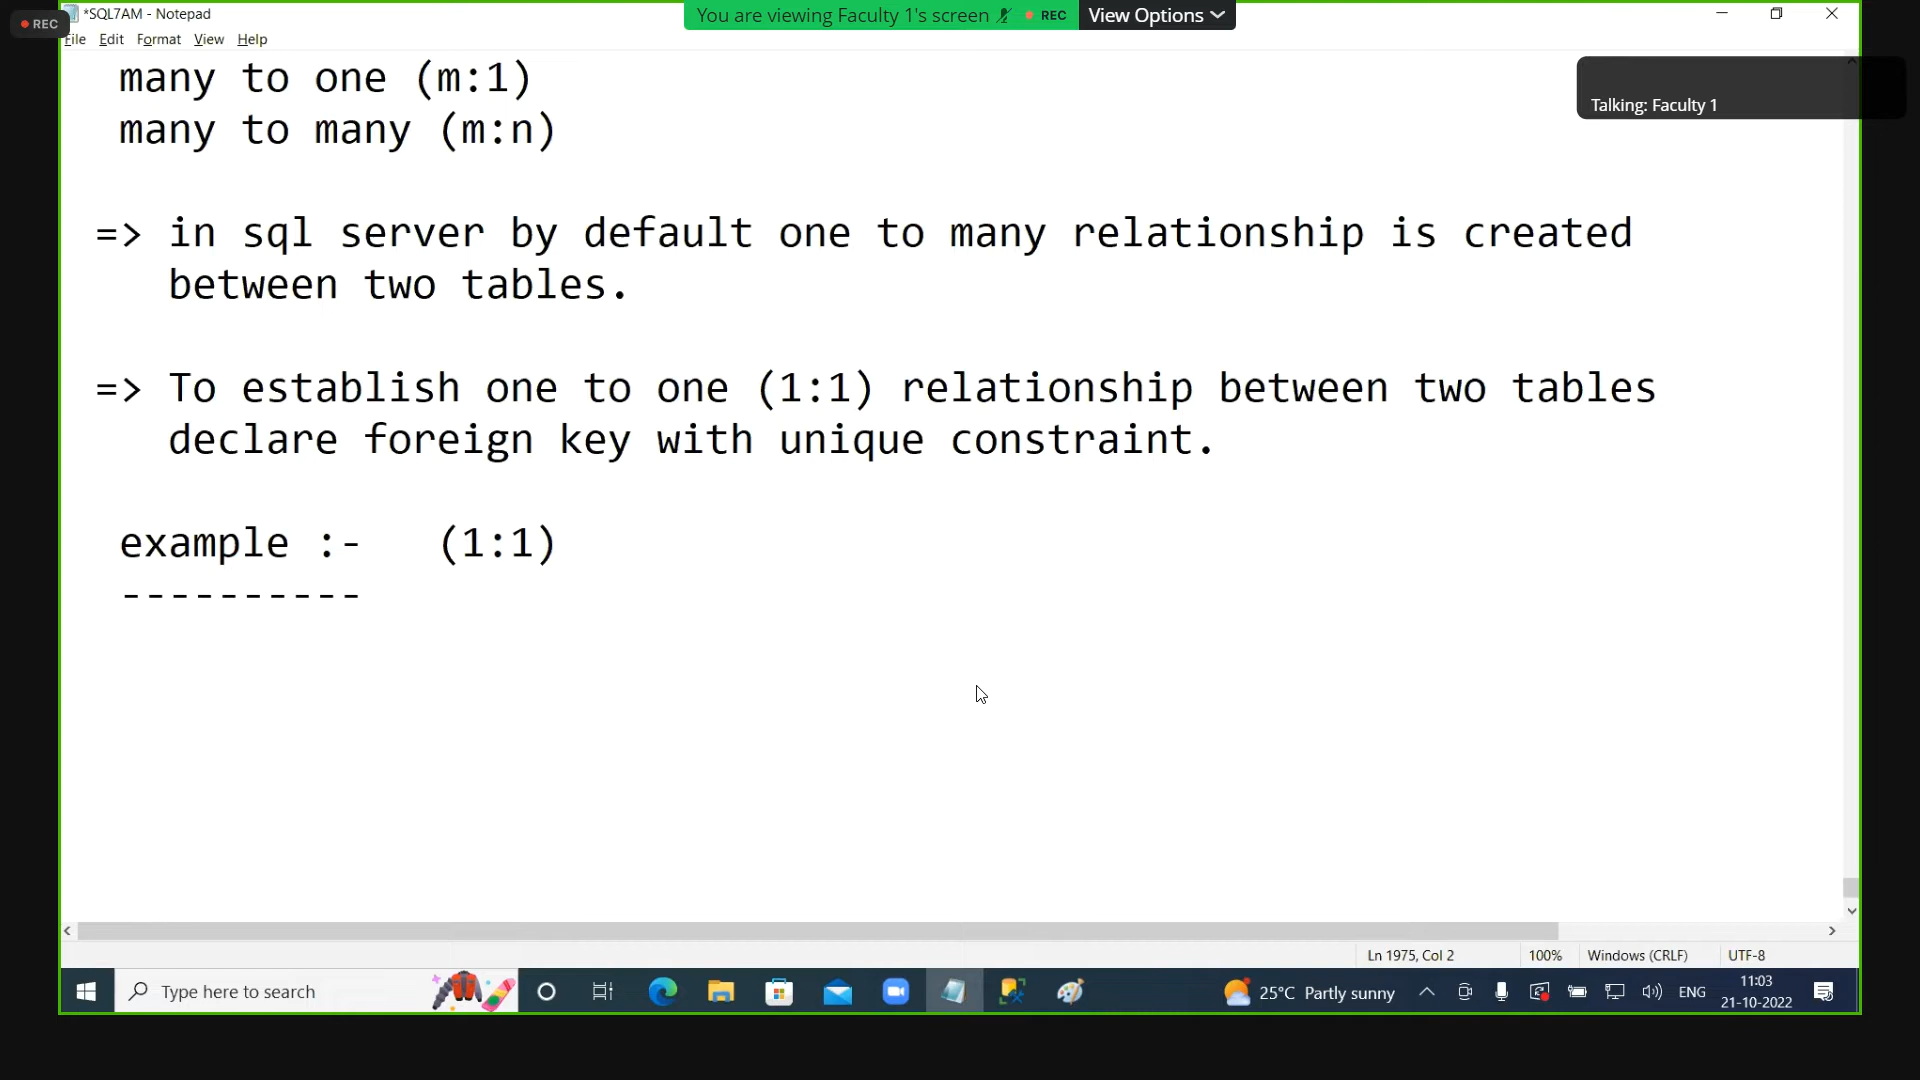 REC
*SQL7AM - Notepad
You are viewing Faculty 1's screen REC View Options
File Edit Format View Help
Talking: Faculty 1
many to one (m:1)
many to many (m:n)
=> in sql server by default one to many relationship is created
between two tables.
=> To establish one to one (1:1) relationship between two tables
declare foreign key with unique constraint.
example :- (1:1)
----------
Ln 1975, Col 2 100% Windows (CRLF) UTF-8
Type here to search
25°C Partly sunny
ENG
11:03
21-10-2022